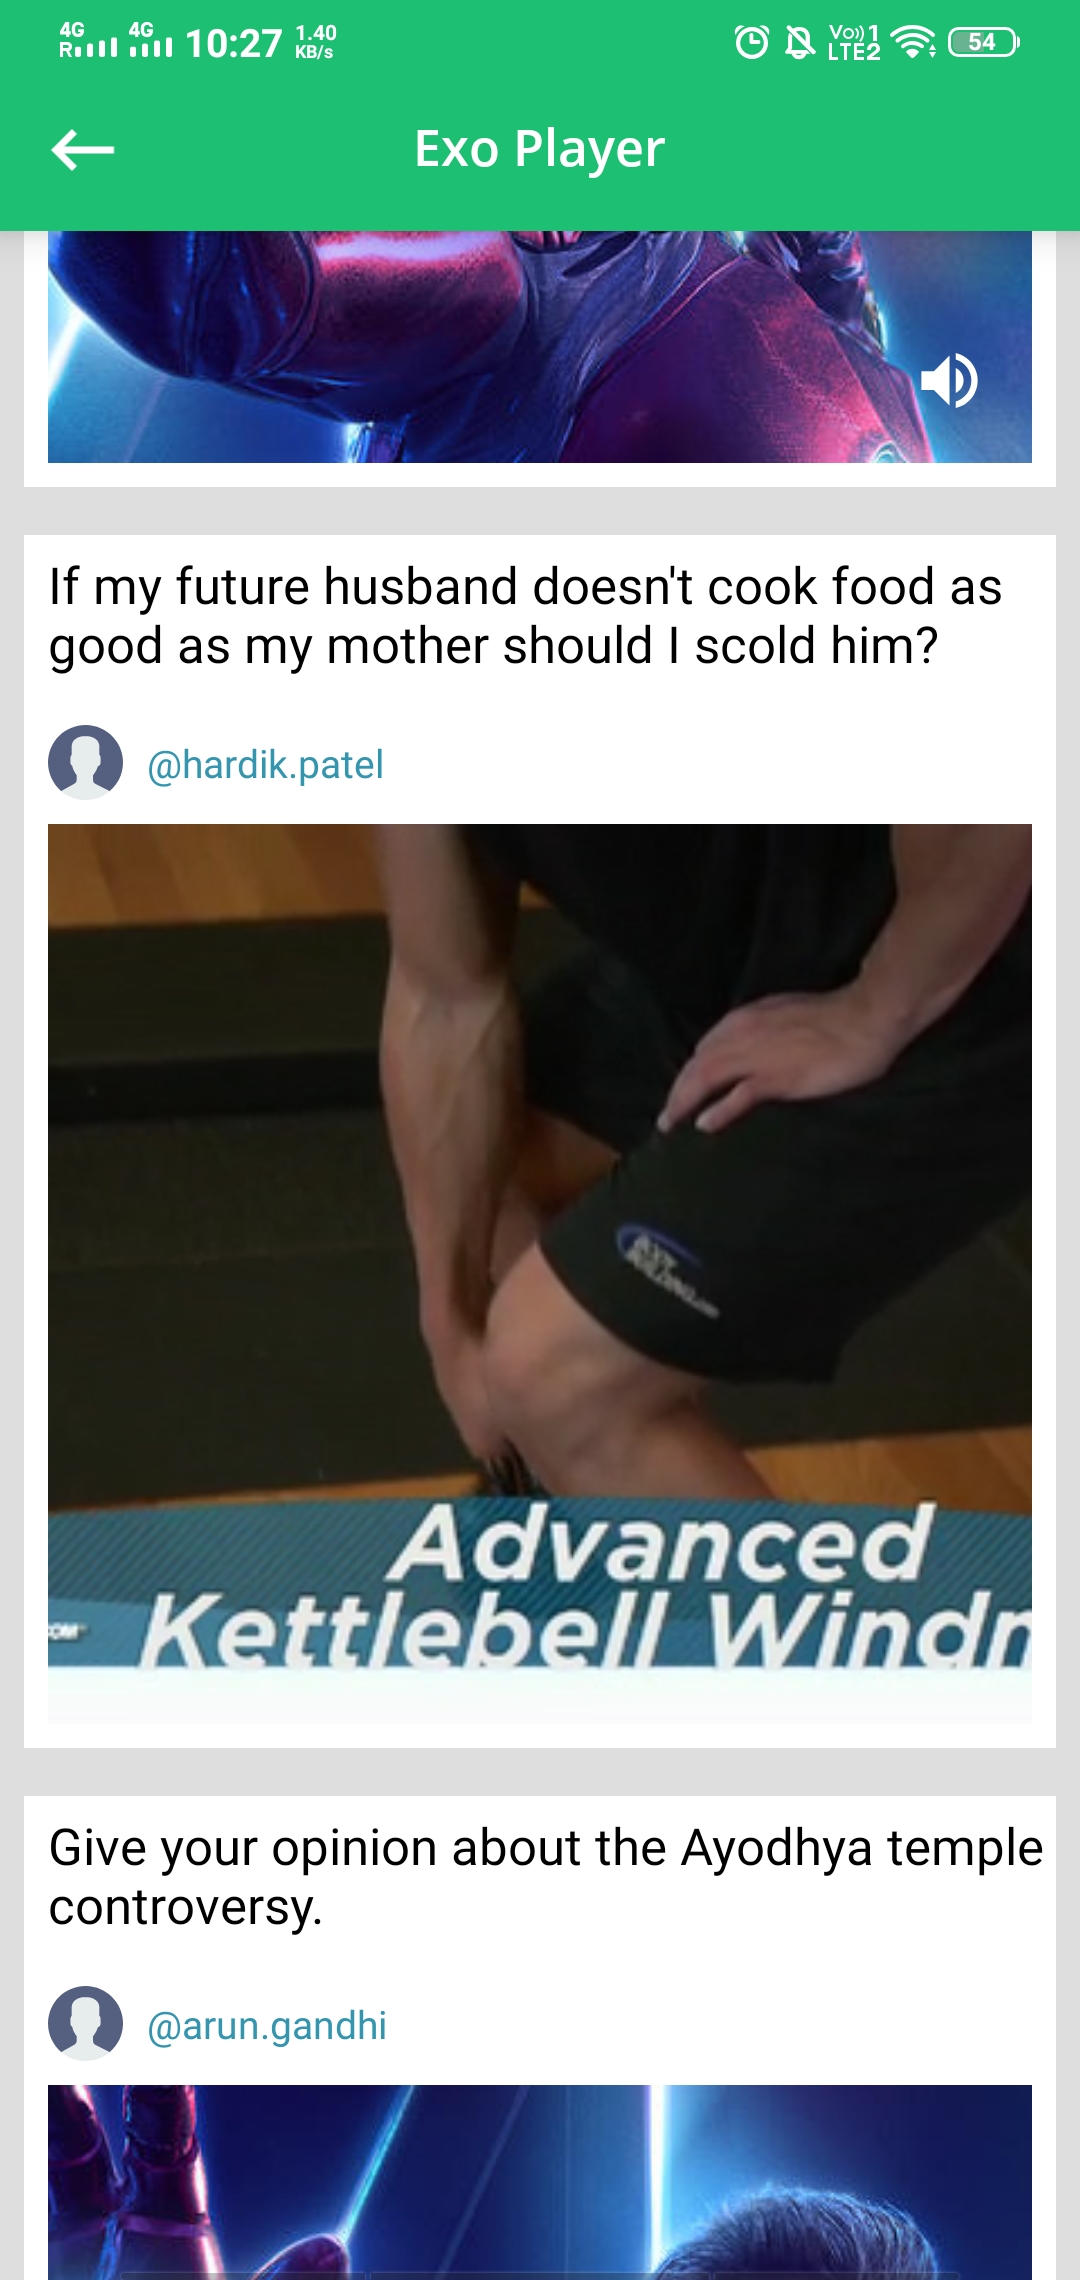 4G 4G 10:27 1.40 KB/s Vo)) 1 LTE2 54
R
Exo Player
If my future husband doesn't cook food as
good as my mother should I scold him?
@hardik.patel
Advanced
Kettlebell
Give your opinion about the Ayodhya temple
controversy.
@arun.gandhi